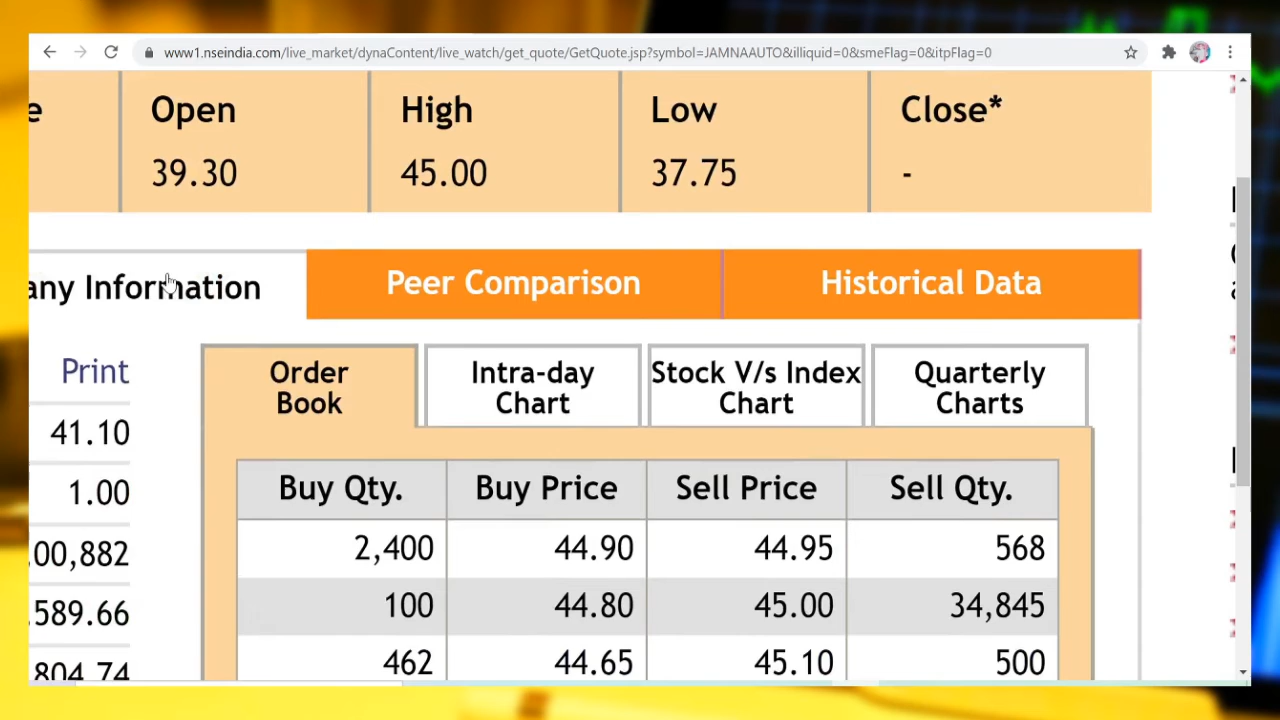 www1.nseindia.com/live_market/dynaContent/live_watch/get_quote/GetQuote.jsp?symbol=JAMNAAUTO&illiquid=0&smeFlag=0&itpFlag=0
e Open High Low Close*
39.30 45.00 37.75 -
any Information Peer Comparison Historical Data
Print
Order Book Intra-day Chart Stock V/s Index Chart Quarterly Charts
41.10
1.00
00,882
589.66
804.74
Buy Qty. Buy Price Sell Price Sell Qty.
2,400 44.90 44.95 568
100 44.80 45.00 34,845
462 44.65 45.10 500